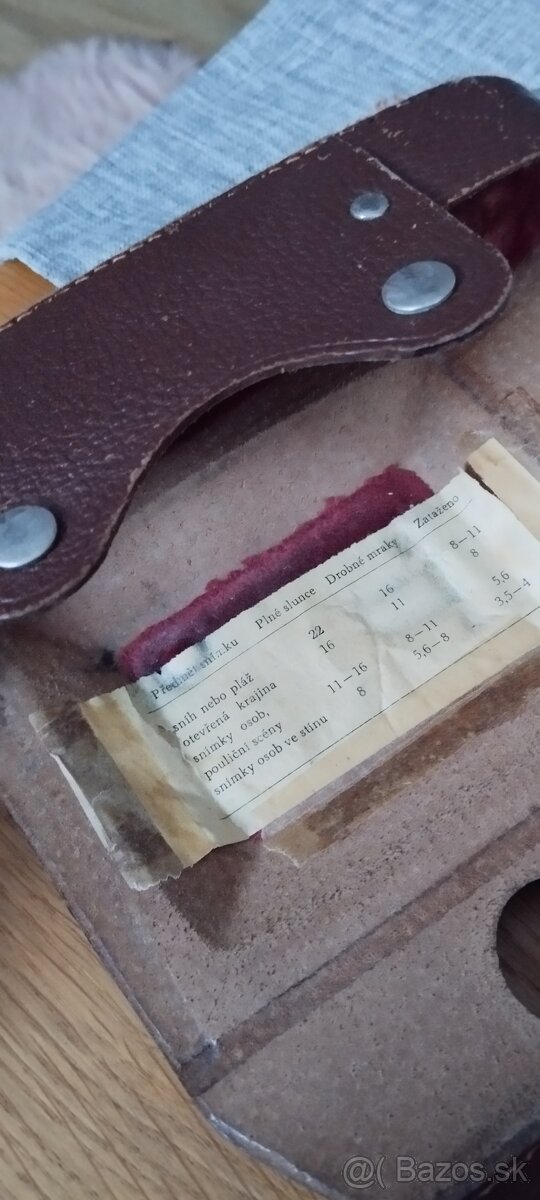 Předmět snímku Plné slunce Drobné mraky Zataženo
sníh nebo pláž 22 16 8—11
otevřená krajina 16 11 8
snímky osob,
pouliční scény 11—16 8—11 5,6
snímky osob ve stínu 8 5,6—8 3,5—4
@( Bazos.sk